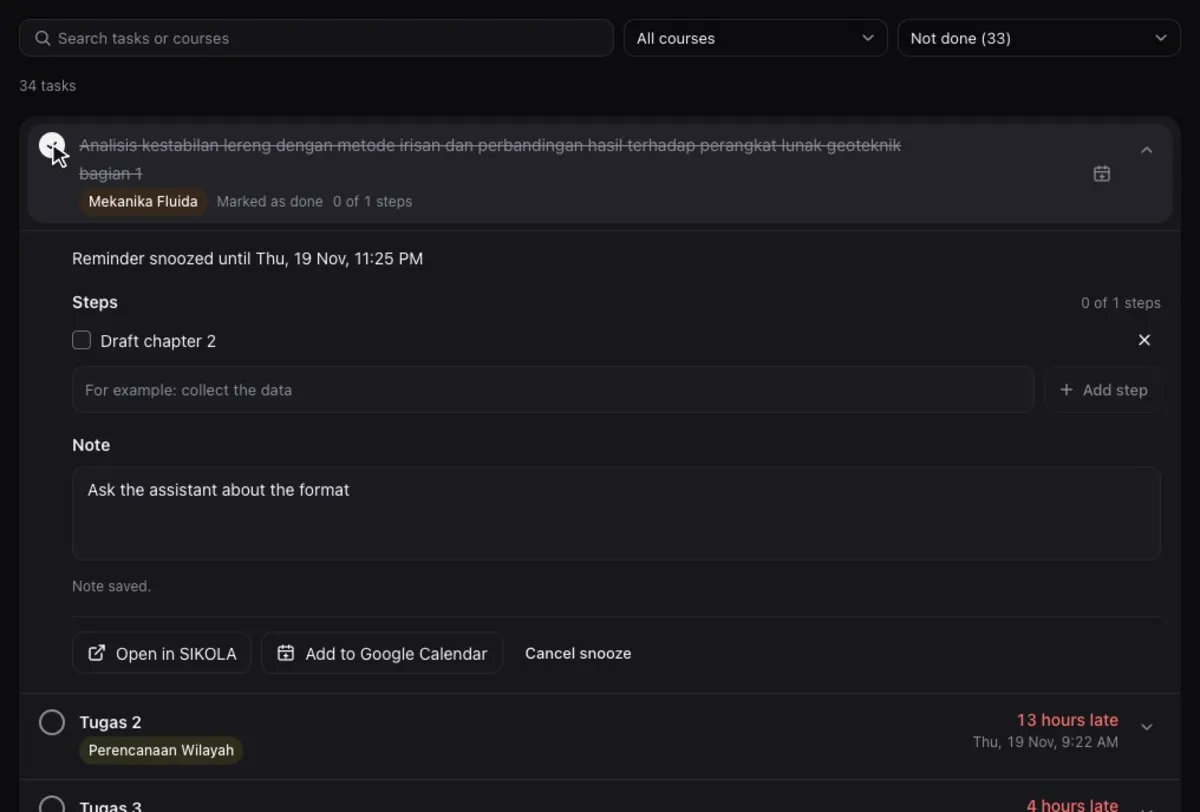 Search tasks or courses
All courses
Not done (33)
34 tasks
Analisis kestabilan lereng dengan metode irisan dan perbandingan hasil terhadap perangkat lunak geoteknik
bagian 1
Mekanika Fluida Marked as done 0 of 1 steps
Reminder snoozed until Thu, 19 Nov, 11:25 PM
Steps
0 of 1 steps
Draft chapter 2
For example: collect the data
Add step
Note
Ask the assistant about the format
Note saved.
Open in SIKOLA
Add to Google Calendar
Cancel snooze
Tugas 2
13 hours late
Perencanaan Wilayah
Thu, 19 Nov, 9:22 AM
Tugas 3
4 hours late